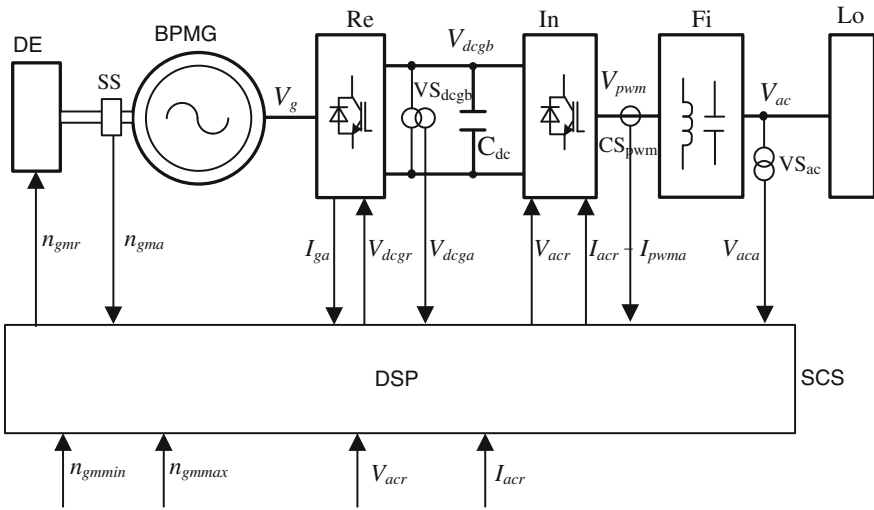 DE
SS
BPMG
V_g
Re
V_dcgb
VS_dcgb
C_dc
In
V_pwm
CS_pwm
Fi
V_ac
VS_ac
Lo
n_gmr
n_gma
I_ga
V_dcgr
V_dcga
V_acr
I_acr - I_pwma
V_aca
DSP
SCS
n_gmmin
n_gmmax
V_acr
I_acr